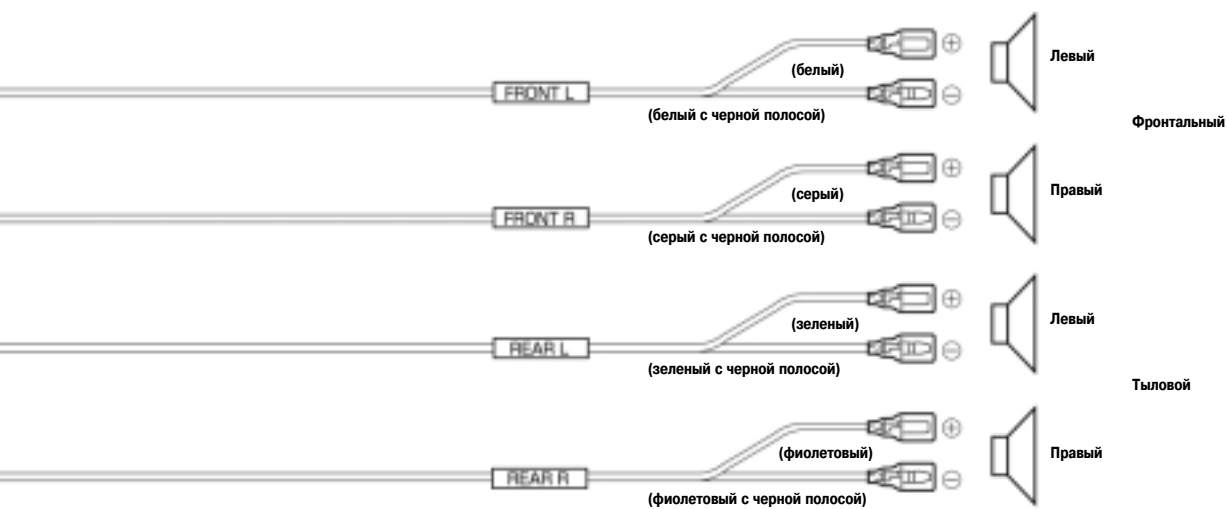 (белый)
Левый
FRONT L
(белый с черной полосой)
Фронтальный
(серый)
Правый
FRONT R
(серый с черной полосой)
(зеленый)
Левый
REAR L
(зеленый с черной полосой)
Тыловой
(фиолетовый)
Правый
REAR R
(фиолетовый с черной полосой)